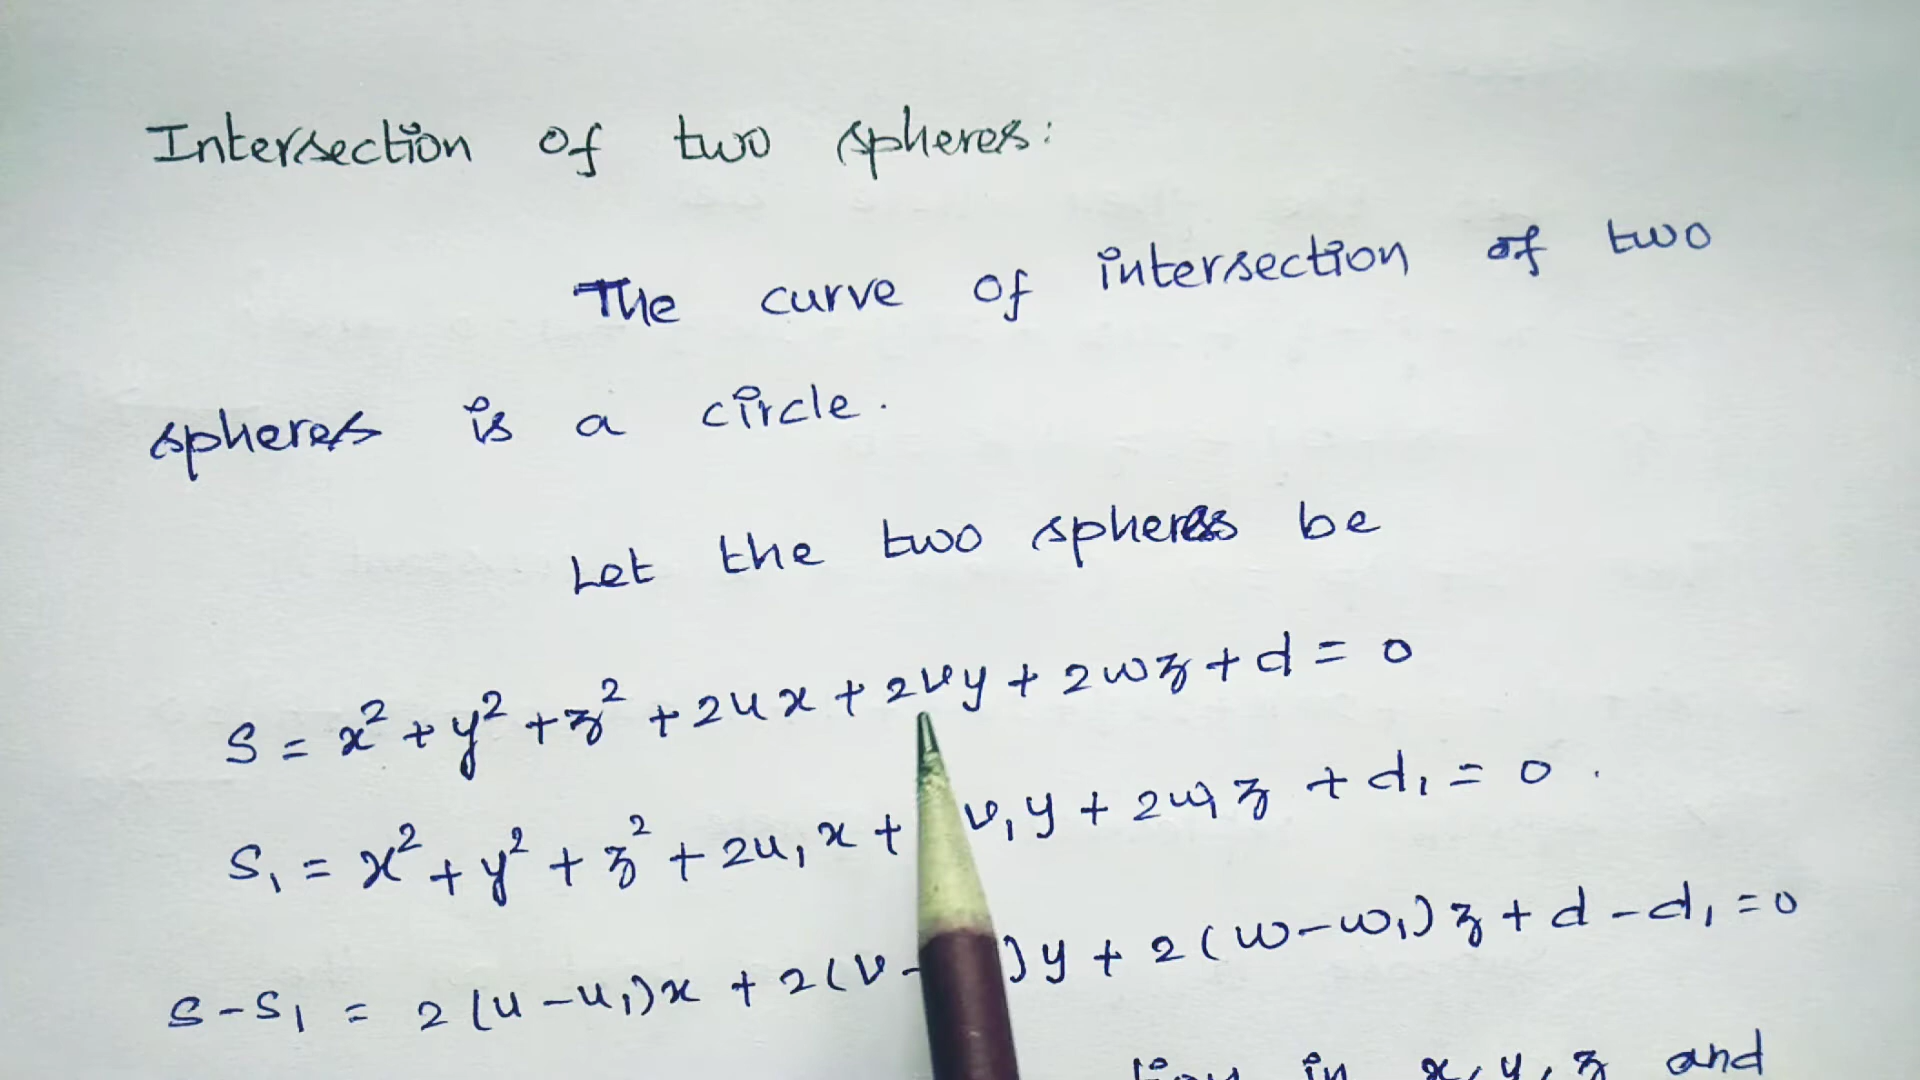 Intersection of two spheres:
The curve of intersection of two
spheres is a circle.
Let the two spheres be
S = x² + y² + z² + 2ux + 2vy + 2wz + d = 0
S₁ = x² + y² + z² + 2u₁x + v₁y + 2w₁z + d₁ = 0.
S-S₁ = 2(u-u₁)x + 2(v- )y + 2(w-w₁)z + d-d₁ = 0
in x, y, z and